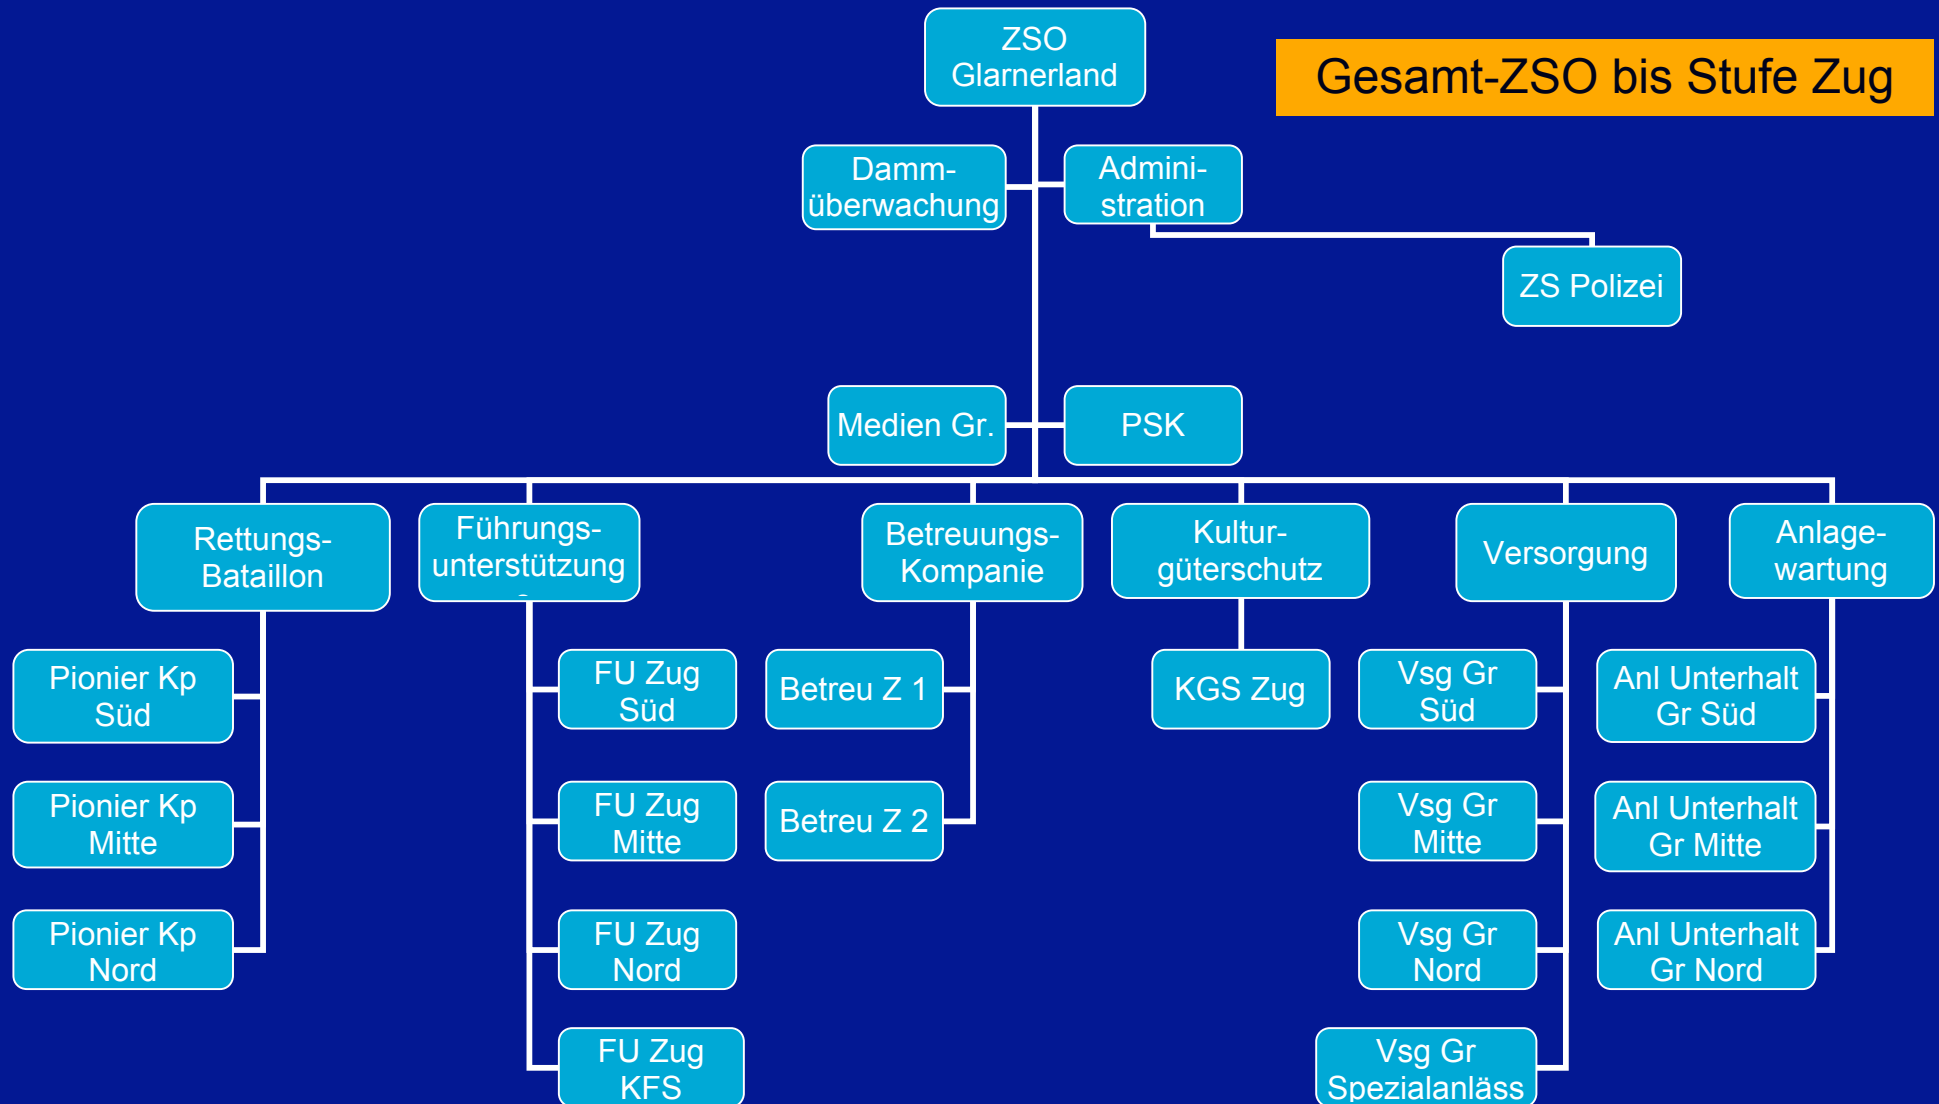 ZSO
Glarnerland
Gesamt-ZSO bis Stufe Zug
Damm-
überwachung
Admini-
stration
ZS Polizei
Medien Gr.
PSK
Rettungs-
Bataillon
Führungs-
unterstützung
Betreuungs-
Kompanie
Kultur-
güterschutz
Versorgung
Anlage-
wartung
Pionier Kp
Süd
FU Zug
Süd
Betreu Z 1
KGS Zug
Vsg Gr
Süd
Anl Unterhalt
Gr Süd
Pionier Kp
Mitte
FU Zug
Mitte
Betreu Z 2
Vsg Gr
Mitte
Anl Unterhalt
Gr Mitte
Pionier Kp
Nord
FU Zug
Nord
Vsg Gr
Nord
Anl Unterhalt
Gr Nord
FU Zug
KFS
Vsg Gr
Spezialanläss